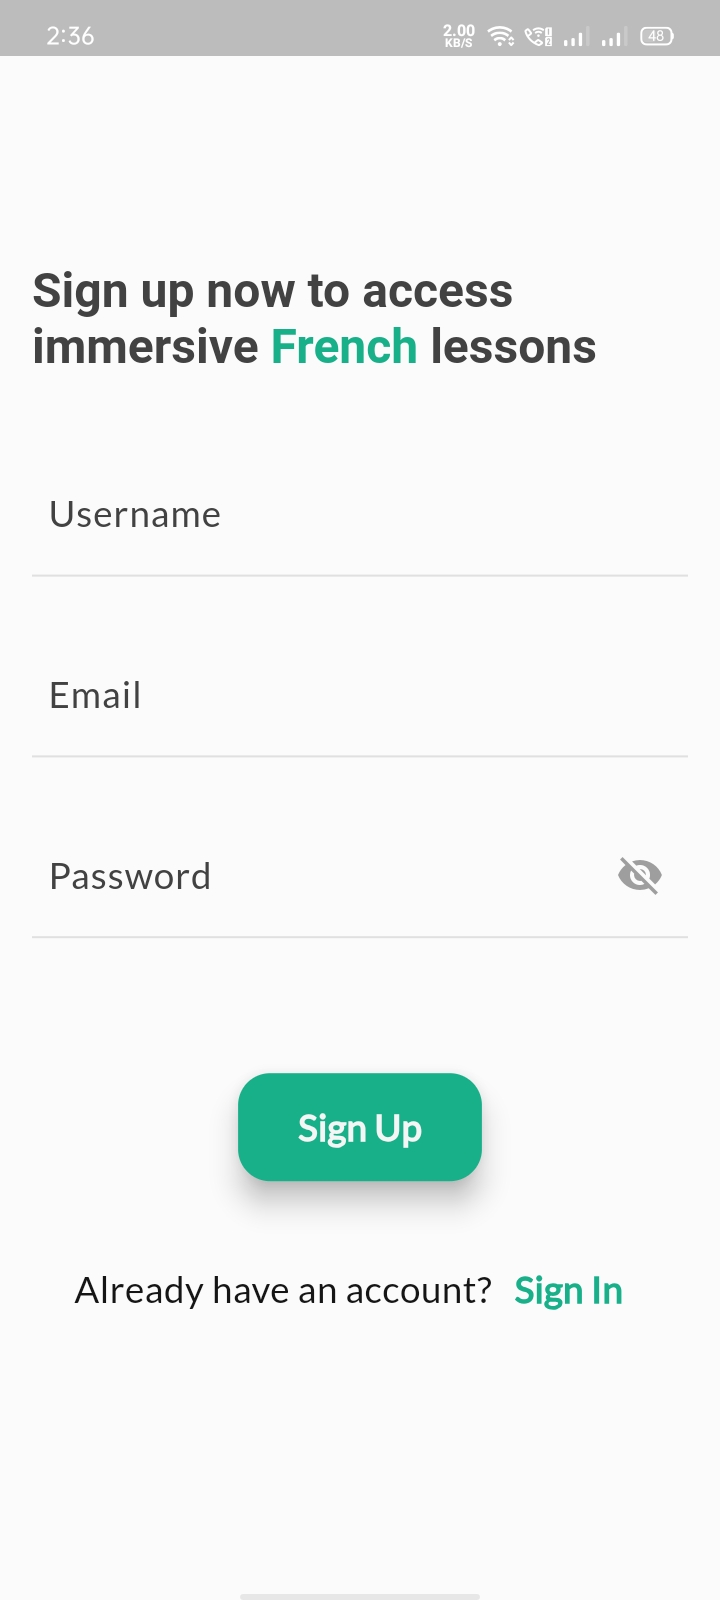 2:36
2.00
KB/S
48
Sign up now to access
immersive French lessons
Username
Email
Password
Sign Up
Already have an account? Sign In